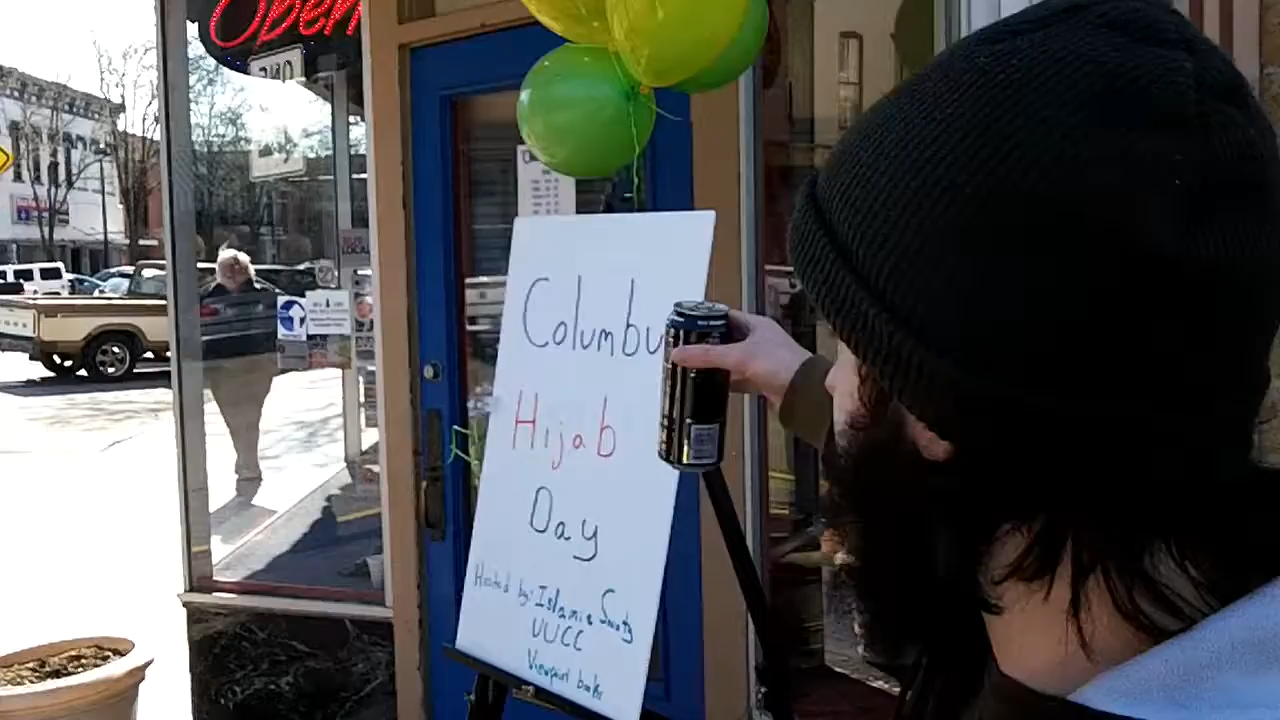 Open
Columbu
Hijab
Day
Hosted by: Islamic Society
UUCC
Viewpoint books